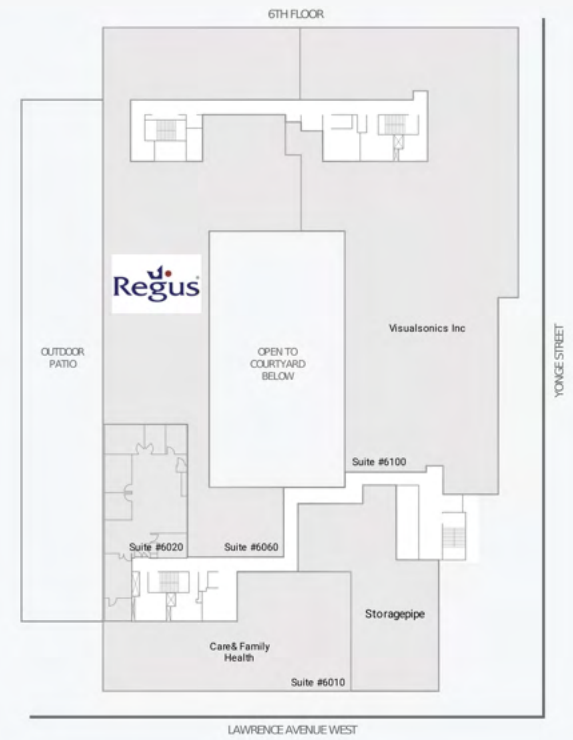 6TH FLOOR
Regus
Visualsonics Inc
OUTDOOR
PATIO
OPEN TO
COURTYARD
BELOW
YONGE STREET
Suite #6100
Suite #6020
Suite #6060
Storagepipe
Care& Family
Health
Suite #6010
LAWRENCE AVENUE WEST